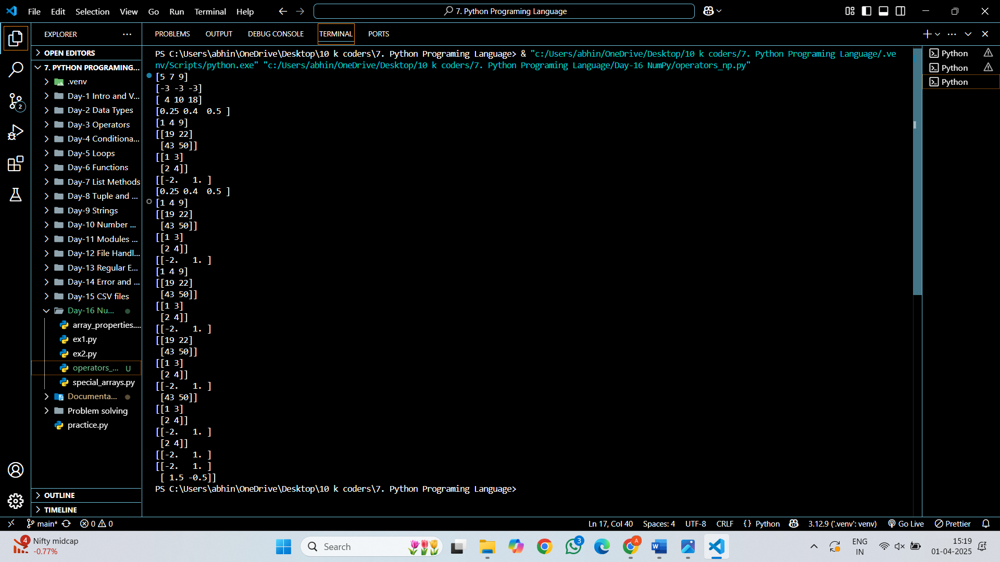 File Edit Selection View Go Run Terminal Help
7. Python Programing Language
EXPLORER
OPEN EDITORS
7. PYTHON PROGRAMING...
.venv
Day-1 Intro and V...
Day-2 Data Types
Day-3 Operators
Day-4 Conditiona...
Day-5 Loops
Day-6 Functions
Day-7 List Methods
Day-8 Tuple and ...
Day-9 Strings
Day-10 Number ...
Day-11 Modules ...
Day-12 File Handl...
Day-13 Regular E...
Day-14 Error and ...
Day-15 CSV files
Day-16 Nu...
array_properties....
ex1.py
ex2.py
operators_... U
special_arrays.py
Documenta...
Problem solving
practice.py
OUTLINE
TIMELINE
2
PROBLEMS OUTPUT DEBUG CONSOLE TERMINAL PORTS
PS C:\Users\abhin\OneDrive\Desktop\10 k coders\7. Python Programing Language> & "c:/Users/abhin/OneDrive/Desktop/10 k coders/7. Python Programing Language/.ve
nv/Scripts/python.exe" "c:/Users/abhin/OneDrive/Desktop/10 k coders/7. Python Programing Language/Day-16 NumPy/operators_np.py"
[5 7 9]
[-3 -3 -3]
[ 4 10 18]
[0.25 0.4  0.5 ]
[1 4 9]
[[19 22]
 [43 50]]
[[1 3]
 [2 4]]
[[-2.   1. ]
[0.25 0.4  0.5 ]
[1 4 9]
[[19 22]
 [43 50]]
[[1 3]
 [2 4]]
[[-2.   1. ]
[1 4 9]
[[19 22]
 [43 50]]
[[1 3]
 [2 4]]
[[-2.   1. ]
[[19 22]
 [43 50]]
[[1 3]
 [2 4]]
[[-2.   1. ]
 [43 50]]
[[1 3]
 [2 4]]
[[-2.   1. ]
 [2 4]]
[[-2.   1. ]
[[-2.   1. ]
 [ 1.5 -0.5]]
PS C:\Users\abhin\OneDrive\Desktop\10 k coders\7. Python Programing Language>
Python
Python
Python
main* 0 0 Ln 17, Col 40 Spaces: 4 UTF-8 CRLF {} Python 3.12.9 ('.venv': venv) Go Live Prettier
4 Nifty midcap
-0.77%
Search
3
A
W
ENG
IN
15:19
01-04-2025